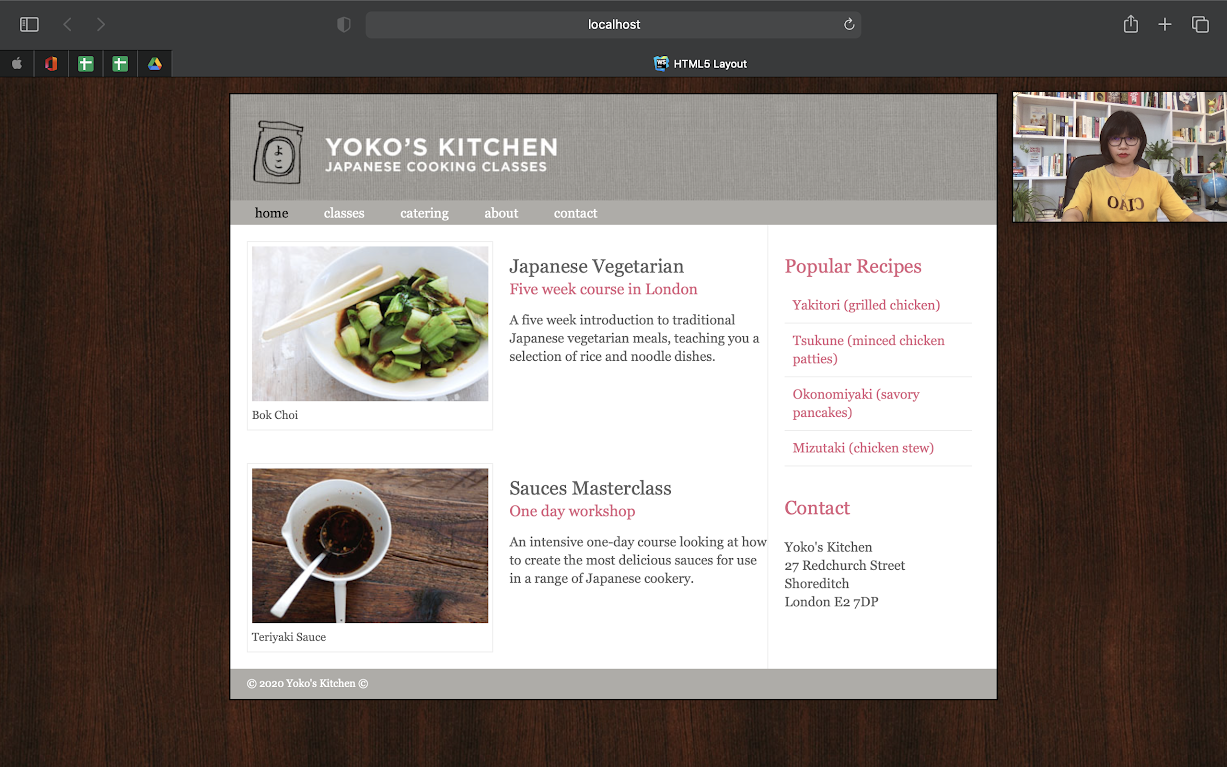 localhost
HTML5 Layout
よ
こ
YOKO'S KITCHEN
JAPANESE COOKING CLASSES
home classes catering about contact
Japanese Vegetarian
Five week course in London
A five week introduction to traditional
Japanese vegetarian meals, teaching you a
selection of rice and noodle dishes.
Bok Choi
Sauces Masterclass
One day workshop
An intensive one-day course looking at how
to create the most delicious sauces for use
in a range of Japanese cookery.
Teriyaki Sauce
Popular Recipes
Yakitori (grilled chicken)
Tsukune (minced chicken
patties)
Okonomiyaki (savory
pancakes)
Mizutaki (chicken stew)
Contact
Yoko's Kitchen
27 Redchurch Street
Shoreditch
London E2 7DP
© 2020 Yoko's Kitchen ©
CIAO